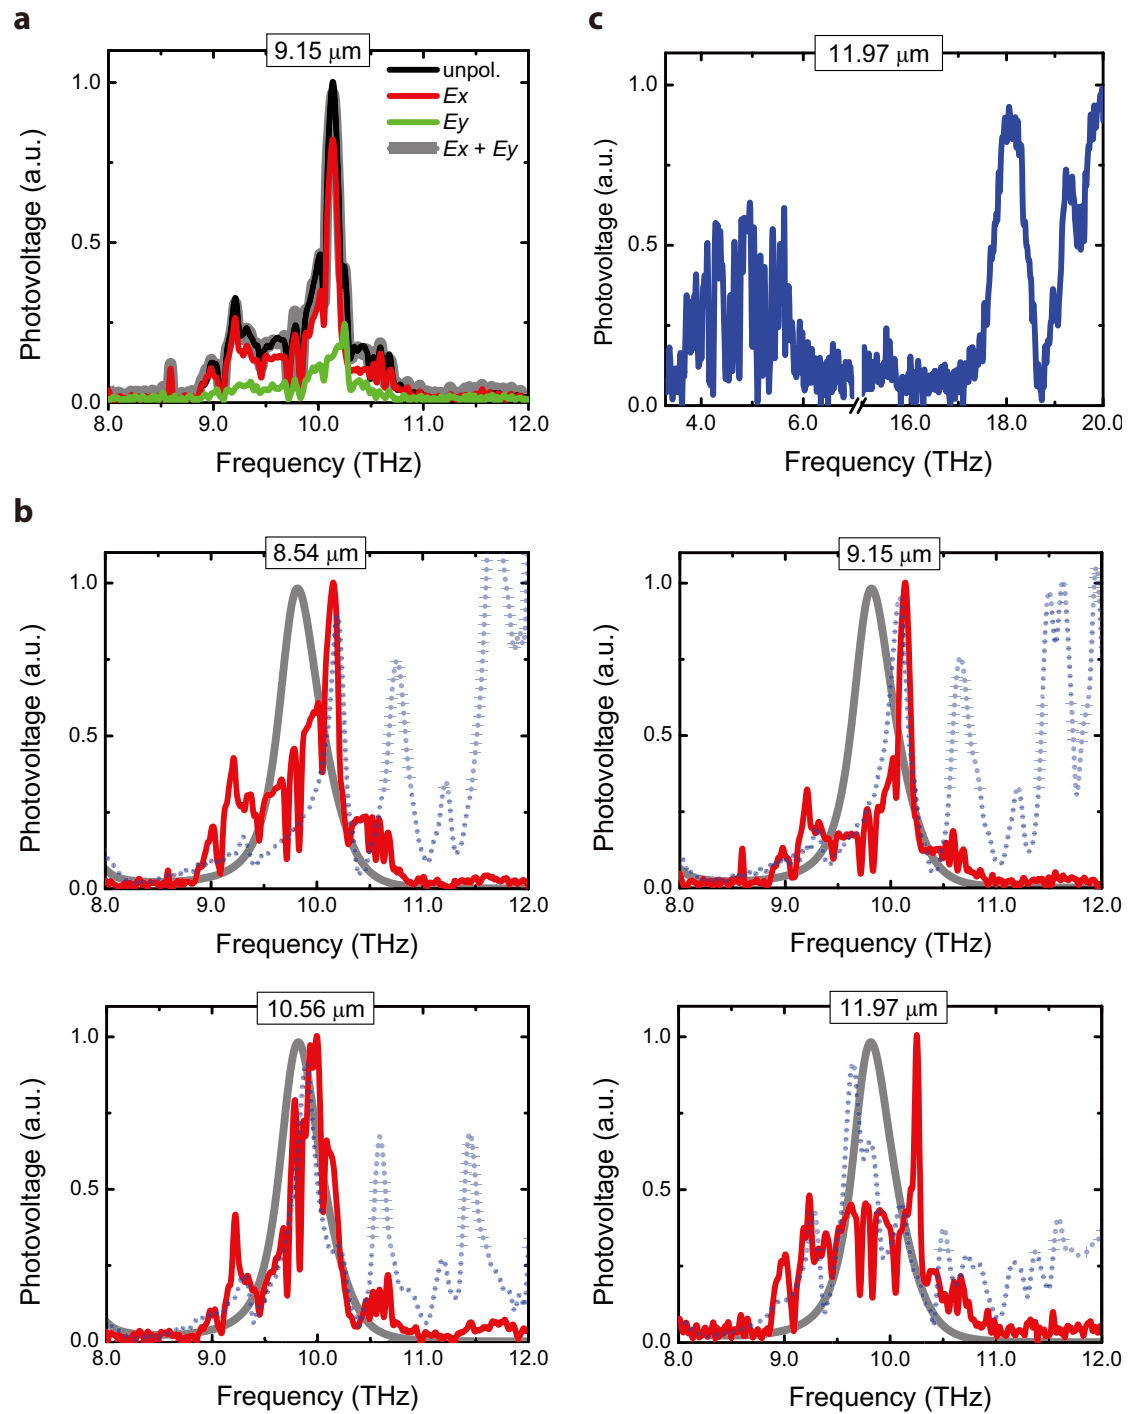 a
9.15 μm
unpol.
Ex
Ey
Ex + Ey
1.0
0.5
0.0
Photovoltage (a.u.)
8.0 9.0 10.0 11.0 12.0
Frequency (THz)
c
11.97 μm
1.0
0.5
0.0
Photovoltage (a.u.)
4.0 6.0 16.0 18.0 20.0
Frequency (THz)
b
8.54 μm
1.0
0.5
0.0
Photovoltage (a.u.)
8.0 9.0 10.0 11.0 12.0
Frequency (THz)
9.15 μm
1.0
0.5
0.0
Photovoltage (a.u.)
8.0 9.0 10.0 11.0 12.0
Frequency (THz)
10.56 μm
1.0
0.5
0.0
Photovoltage (a.u.)
8.0 9.0 10.0 11.0 12.0
Frequency (THz)
11.97 μm
1.0
0.5
0.0
Photovoltage (a.u.)
8.0 9.0 10.0 11.0 12.0
Frequency (THz)